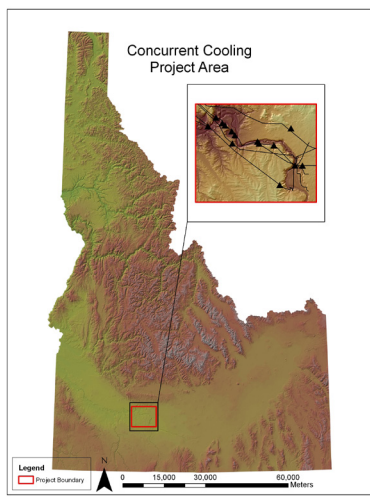 Concurrent Cooling
Project Area
Legend
Project Boundary
N
0 15,000 30,000 60,000
Meters